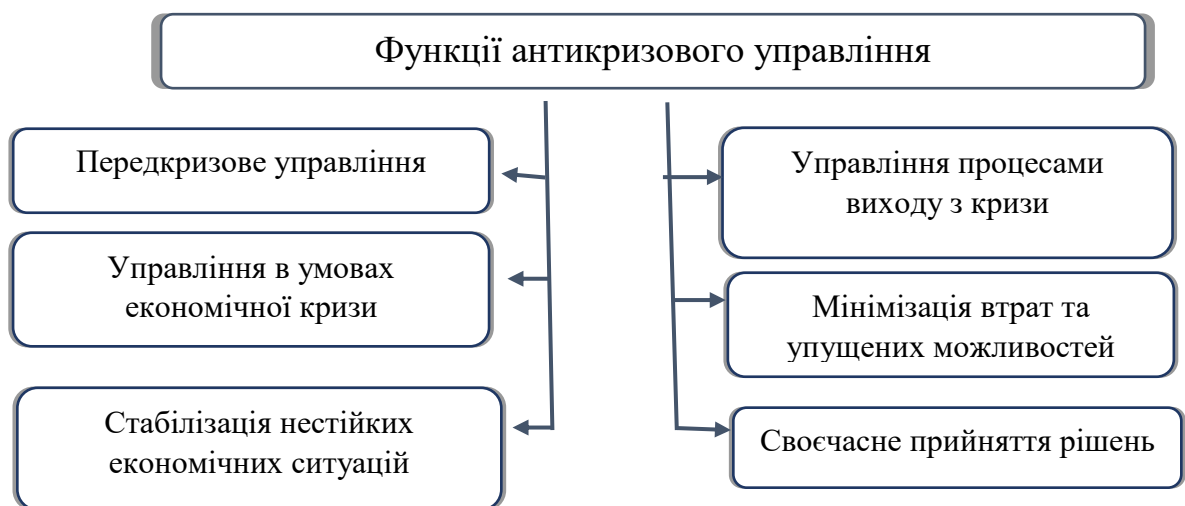 Функції антикризового управління
Передкризове управління
Управління в умовах
економічної кризи
Стабілізація нестійких
економічних ситуацій
Управління процесами
виходу з кризи
Мінімізація втрат та
упущених можливостей
Своєчасне прийняття рішень